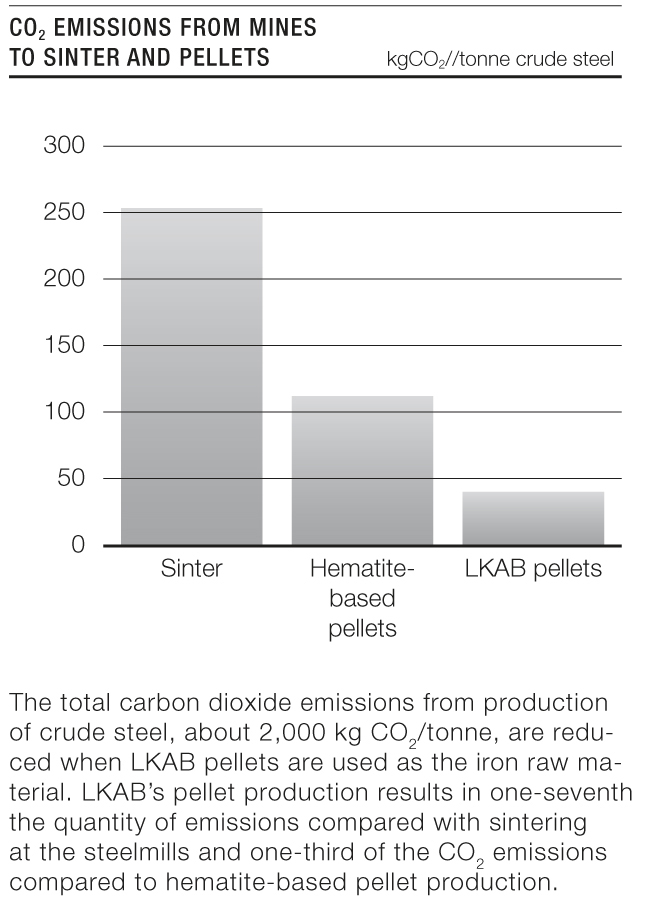 CO₂ EMISSIONS FROM MINES
TO SINTER AND PELLETS
kgCO₂//tonne crude steel
300
250
200
150
100
50
0
Sinter
Hematite-
based
pellets
LKAB pellets
The total carbon dioxide emissions from production
of crude steel, about 2,000 kg CO₂/tonne, are redu-
ced when LKAB pellets are used as the iron raw ma-
terial. LKAB’s pellet production results in one-seventh
the quantity of emissions compared with sintering
at the steelmills and one-third of the CO₂ emissions
compared to hematite-based pellet production.